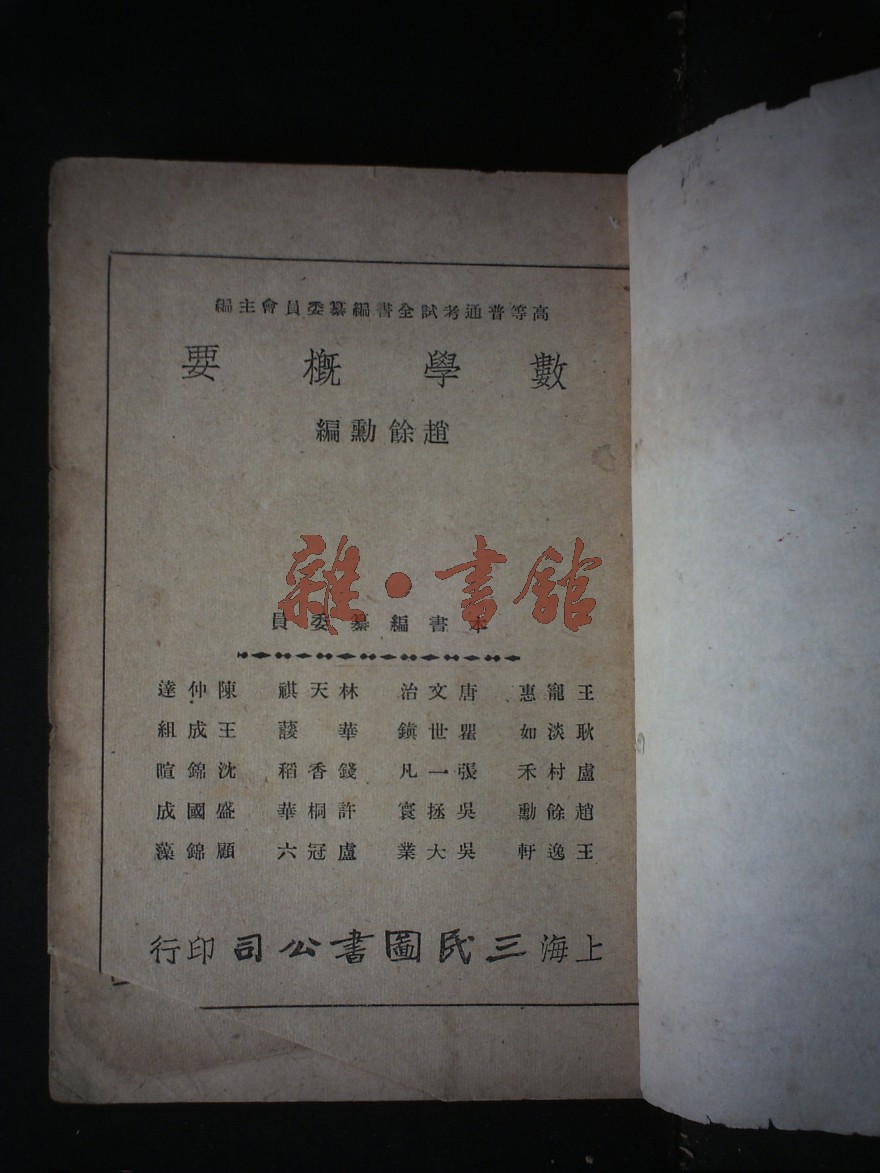 高等普通考試全書編纂委員會主編
數學概要
趙餘勳編
雜·書舘
本書編纂委員
王寵惠 唐文治 林天祺 陳仲達
耿淡如 瞿世鎮 華䕶 王成組
盧村禾 張一凡 錢香稻 沈錦暄
趙餘勳 吳拯寰 許桐華 盛國成
王逸軒 吳大業 盧冠六 顧錦藻
上海三民圖書公司印行